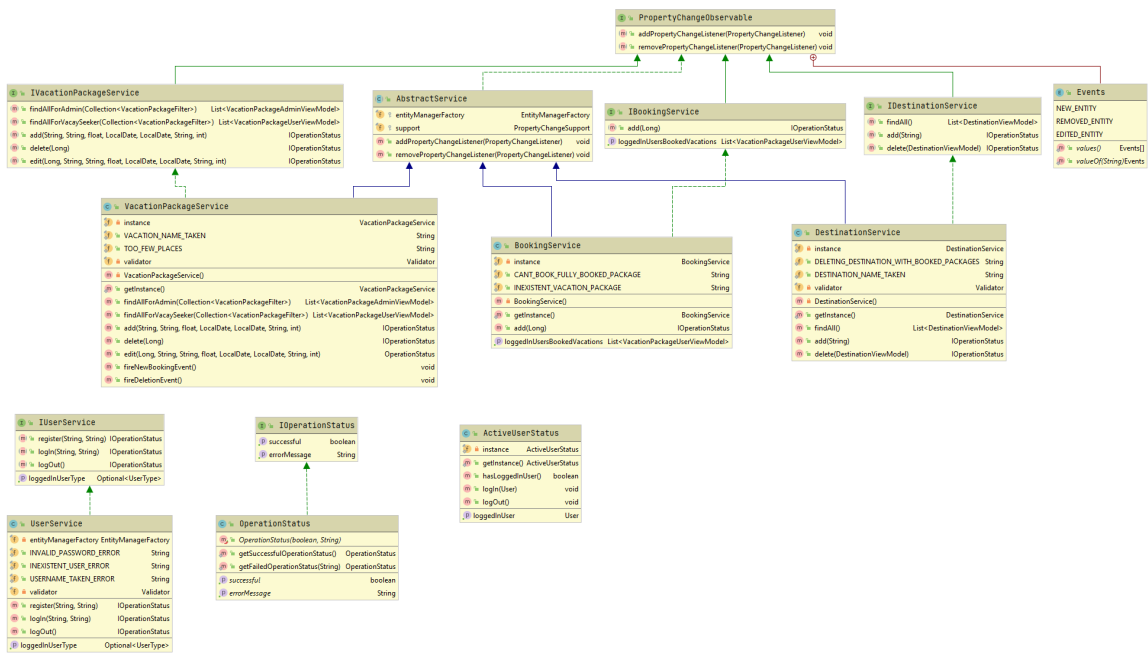 PropertyChangeObservable
addPropertyChangeListener(PropertyChangeListener) void
removePropertyChangeListener(PropertyChangeListener) void
IVacationPackageService
findAllForAdmin(Collection<VacationPackageFilter>) List<VacationPackageAdminViewModel>
findAllForVacaySeeker(Collection<VacationPackageFilter>) List<VacationPackageUserViewModel>
add(String, String, float, LocalDate, LocalDate, String, int) IOperationStatus
delete(Long) IOperationStatus
edit(Long, String, String, float, LocalDate, LocalDate, String, int) IOperationStatus
AbstractService
entityManagerFactory EntityManagerFactory
support PropertyChangeSupport
addPropertyChangeListener(PropertyChangeListener) void
removePropertyChangeListener(PropertyChangeListener) void
IBookingService
add(Long) IOperationStatus
loggedInUsersBookedVacations List<VacationPackageUserViewModel>
IDestinationService
findAll() List<DestinationViewModel>
add(String) IOperationStatus
delete(DestinationViewModel) IOperationStatus
Events
NEW_ENTITY
REMOVED_ENTITY
EDITED_ENTITY
values() Events[]
valueOf(String) Events
VacationPackageService
instance VacationPackageService
VACATION_NAME_TAKEN String
TOO_FEW_PLACES String
validator Validator
VacationPackageService()
getInstance() VacationPackageService
findAllForAdmin(Collection<VacationPackageFilter>) List<VacationPackageAdminViewModel>
findAllForVacaySeeker(Collection<VacationPackageFilter>) List<VacationPackageUserViewModel>
add(String, String, float, LocalDate, LocalDate, String, int) IOperationStatus
delete(Long) IOperationStatus
edit(Long, String, String, float, LocalDate, LocalDate, String, int) OperationStatus
fireNewBookingEvent() void
fireDeletionEvent() void
BookingService
instance BookingService
CANT_BOOK_FULLY_BOOKED_PACKAGE String
INEXISTENT_VACATION_PACKAGE String
BookingService()
getInstance() BookingService
add(Long) IOperationStatus
loggedInUsersBookedVacations List<VacationPackageUserViewModel>
DestinationService
instance DestinationService
DELETING_DESTINATION_WITH_BOOKED_PACKAGES String
DESTINATION_NAME_TAKEN String
validator Validator
DestinationService()
getInstance() DestinationService
findAll() List<DestinationViewModel>
add(String) IOperationStatus
delete(DestinationViewModel) IOperationStatus
IUserService
register(String, String) IOperationStatus
logIn(String, String) IOperationStatus
logOut() IOperationStatus
loggedInUserType Optional<UserType>
IOperationStatus
successful boolean
errorMessage String
ActiveUserStatus
instance ActiveUserStatus
getInstance() ActiveUserStatus
hasLoggedInUser() boolean
logIn(User) void
logOut() void
loggedInUser User
UserService
entityManagerFactory EntityManagerFactory
INVALID_PASSWORD_ERROR String
INEXISTENT_USER_ERROR String
USERNAME_TAKEN_ERROR String
validator Validator
register(String, String) IOperationStatus
logIn(String, String) IOperationStatus
logOut() IOperationStatus
loggedInUserType Optional<UserType>
OperationStatus
OperationStatus(boolean, String)
getSuccessfulOperationStatus() OperationStatus
getFailedOperationStatus(String) OperationStatus
successful boolean
errorMessage String